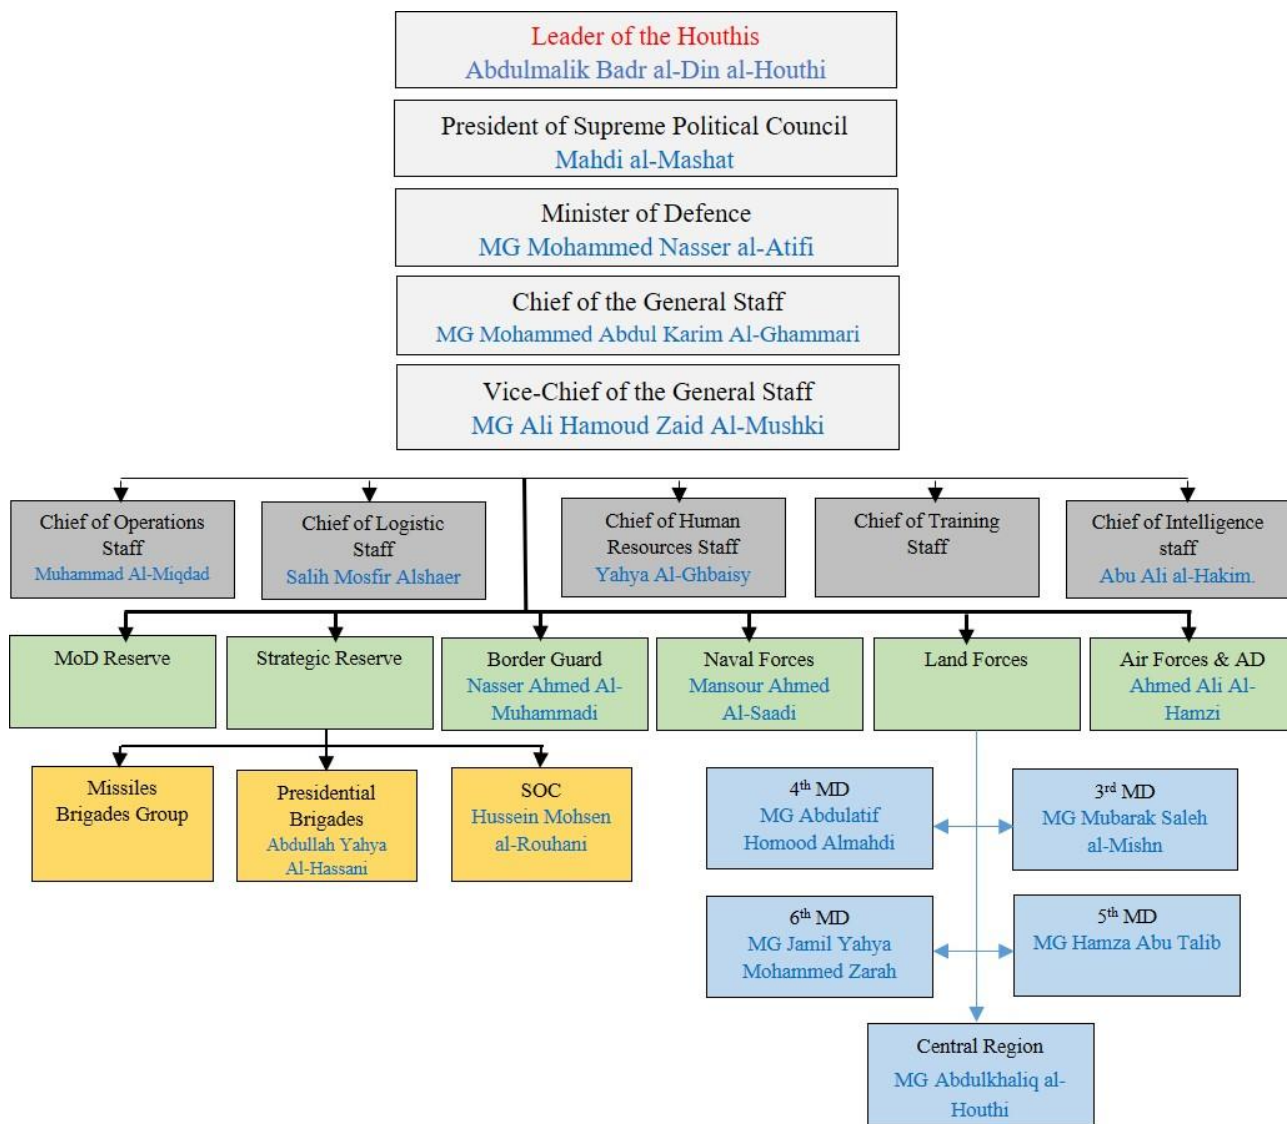 Leader of the Houthis
Abdulmalik Badr al-Din al-Houthi
President of Supreme Political Council
Mahdi al-Mashat
Minister of Defence
MG Mohammed Nasser al-Atifi
Chief of the General Staff
MG Mohammed Abdul Karim Al-Ghammari
Vice-Chief of the General Staff
MG Ali Hamoud Zaid Al-Mushki
Chief of Operations
Staff
Muhammad Al-Miqdad
Chief of Logistic
Staff
Salih Mosfir Alshaer
Chief of Human
Resources Staff
Yahya Al-Ghbaisy
Chief of Training
Staff
Chief of Intelligence
staff
Abu Ali al-Hakim.
MoD Reserve
Strategic Reserve
Border Guard
Nasser Ahmed Al-
Muhammadi
Naval Forces
Mansour Ahmed
Al-Saadi
Land Forces
Air Forces & AD
Ahmed Ali Al-
Hamzi
Missiles
Brigades Group
Presidential
Brigades
Abdullah Yahya
Al-Hassani
SOC
Hussein Mohsen
al-Rouhani
4th MD
MG Abdulatif
Homood Almahdi
3rd MD
MG Mubarak Saleh
al-Mishn
6th MD
MG Jamil Yahya
Mohammed Zarah
5th MD
MG Hamza Abu Talib
Central Region
MG Abdulkhaliq al-
Houthi